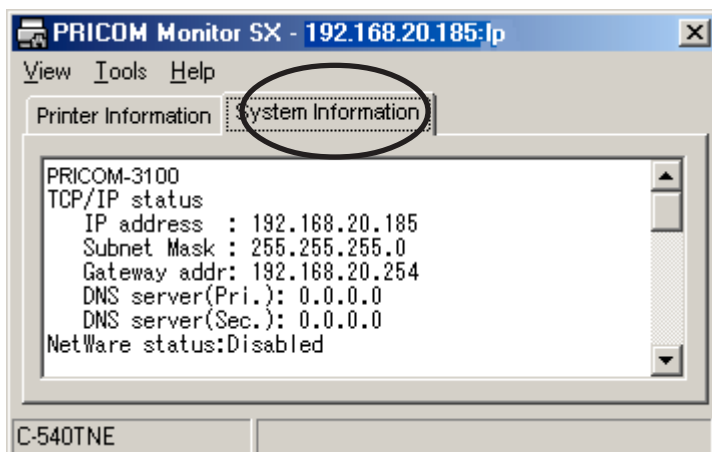 PRICOM Monitor SX - 192.168.20.185:lp
View Tools Help
Printer Information System Information
PRICOM-3100
TCP/IP status
IP address : 192.168.20.185
Subnet Mask : 255.255.255.0
Gateway addr: 192.168.20.254
DNS server(Pri.): 0.0.0.0
DNS server(Sec.): 0.0.0.0
NetWare status:Disabled
C-540TNE